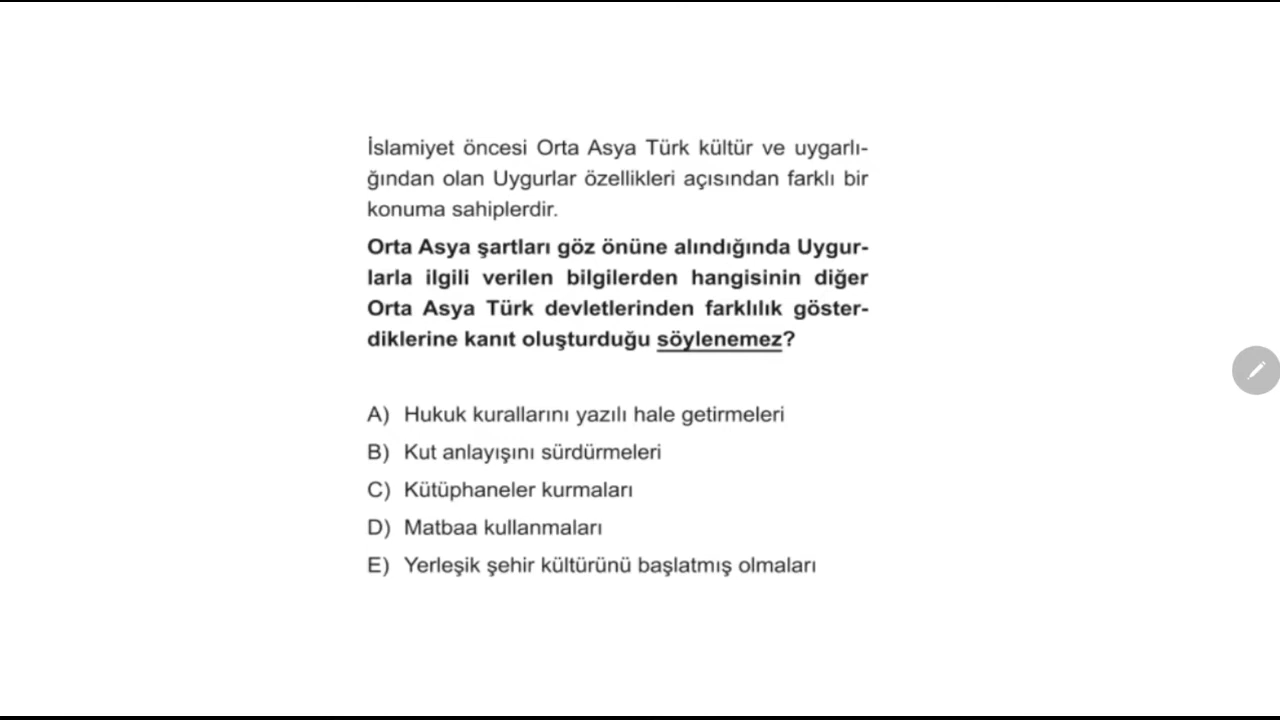 İslamiyet öncesi Orta Asya Türk kültür ve uygarlı-
ğından olan Uygurlar özellikleri açısından farklı bir
konuma sahiplerdir.
Orta Asya şartları göz önüne alındığında Uygur-
larla ilgili verilen bilgilerden hangisinin diğer
Orta Asya Türk devletlerinden farklılık göster-
diklerine kanıt oluşturduğu söylenemez?
A) Hukuk kurallarını yazılı hale getirmeleri
B) Kut anlayışını sürdürmeleri
C) Kütüphaneler kurmaları
D) Matbaa kullanmaları
E) Yerleşik şehir kültürünü başlatmış olmaları